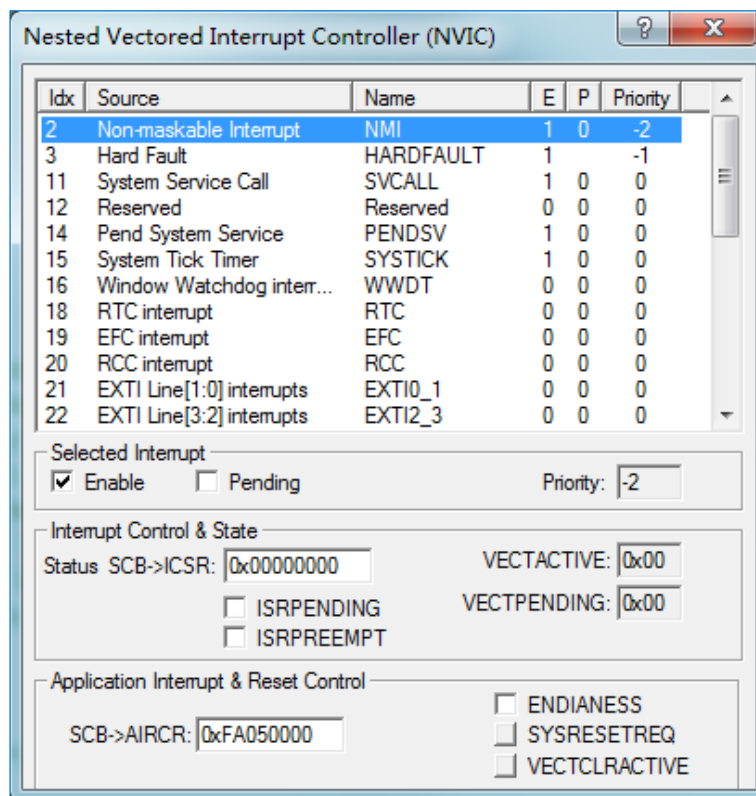 Nested Vectored Interrupt Controller (NVIC)
Idx Source Name E P Priority
2 Non-maskable Interrupt NMI 1 0 -2
3 Hard Fault HARDFAULT 1 -1
11 System Service Call SVCALL 1 0 0
12 Reserved Reserved 0 0 0
14 Pend System Service PENDSV 1 0 0
15 System Tick Timer SYSTICK 1 0 0
16 Window Watchdog interr... WWDT 0 0 0
18 RTC interrupt RTC 0 0 0
19 EFC interrupt EFC 0 0 0
20 RCC interrupt RCC 0 0 0
21 EXTI Line[1:0] interrupts EXTI0_1 0 0 0
22 EXTI Line[3:2] interrupts EXTI2_3 0 0 0
Selected Interrupt
Enable Pending Priority: -2
Interrupt Control & State
Status SCB->ICSR: 0x00000000 VECTACTIVE: 0x00
ISRPENDING VECTPENDING: 0x00
ISRPREEMPT
Application Interrupt & Reset Control
ENDIANESS
SCB->AIRCR: 0xFA050000 SYSRESETREQ
VECTCLRACTIVE